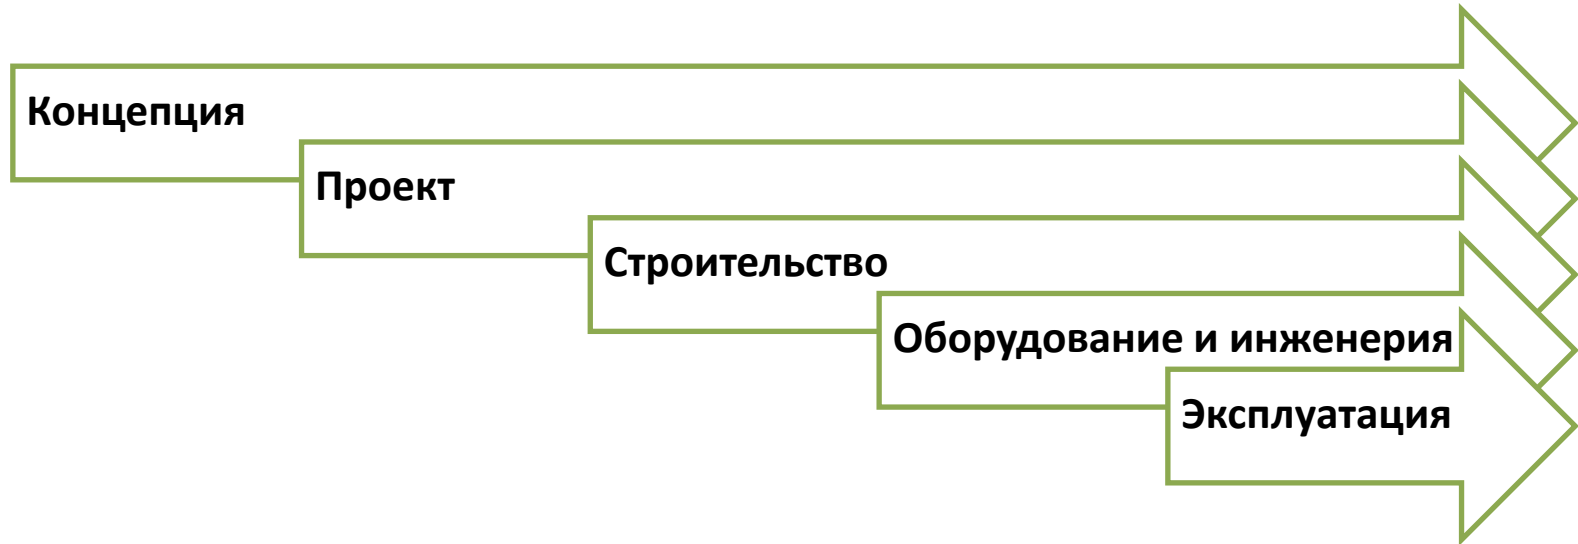 Концепция
Проект
Строительство
Оборудование и инженерия
Эксплуатация